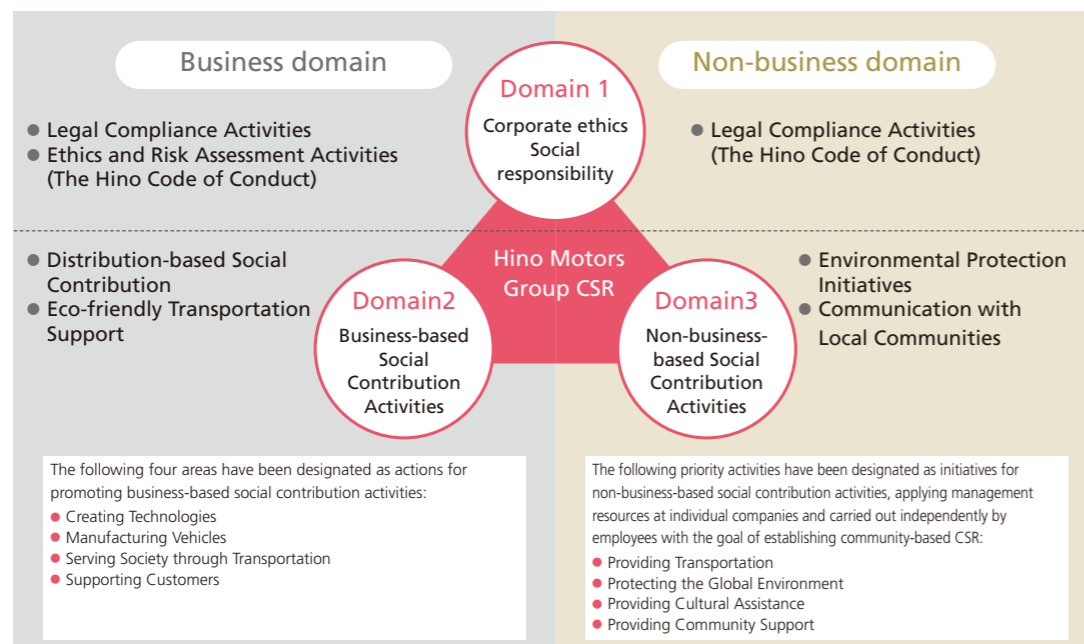 Business domain
Non-business domain
Domain 1
Corporate ethics
Social
responsibility
● Legal Compliance Activities
● Ethics and Risk Assessment Activities
(The Hino Code of Conduct)
● Legal Compliance Activities
(The Hino Code of Conduct)
Hino Motors
Group CSR
● Distribution-based Social
Contribution
● Eco-friendly Transportation
Support
Domain2
Business-based
Social
Contribution
Activities
Domain3
Non-business-
based Social
Contribution
Activities
● Environmental Protection
Initiatives
● Communication with
Local Communities
The following four areas have been designated as actions for
promoting business-based social contribution activities:
● Creating Technologies
● Manufacturing Vehicles
● Serving Society through Transportation
● Supporting Customers
The following priority activities have been designated as initiatives for
non-business-based social contribution activities, applying management
resources at individual companies and carried out independently by
employees with the goal of establishing community-based CSR:
● Providing Transportation
● Protecting the Global Environment
● Providing Cultural Assistance
● Providing Community Support